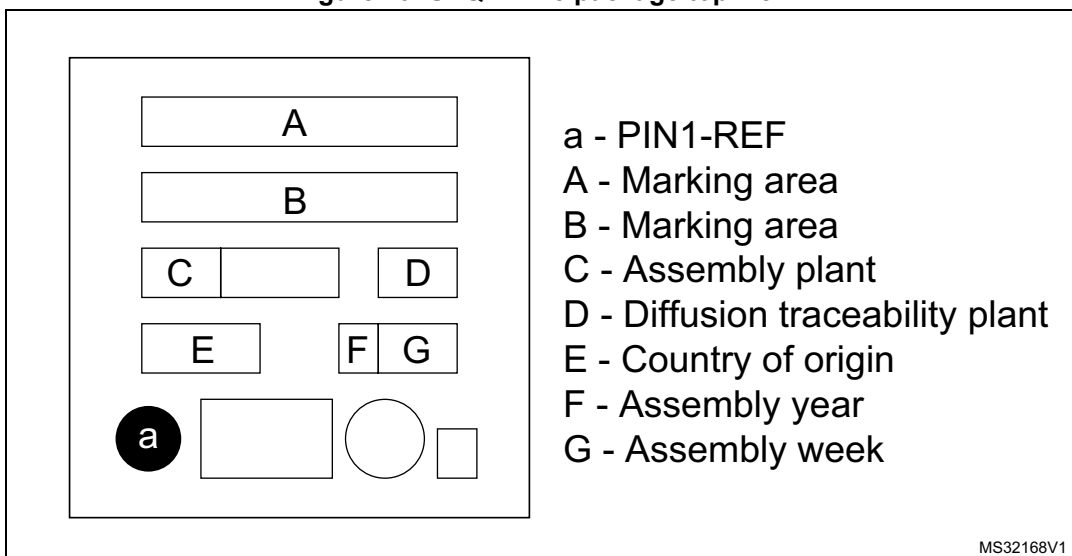 A
B
C D
E F G
a
a - PIN1-REF
A - Marking area
B - Marking area
C - Assembly plant
D - Diffusion traceability plant
E - Country of origin
F - Assembly year
G - Assembly week
MS32168V1